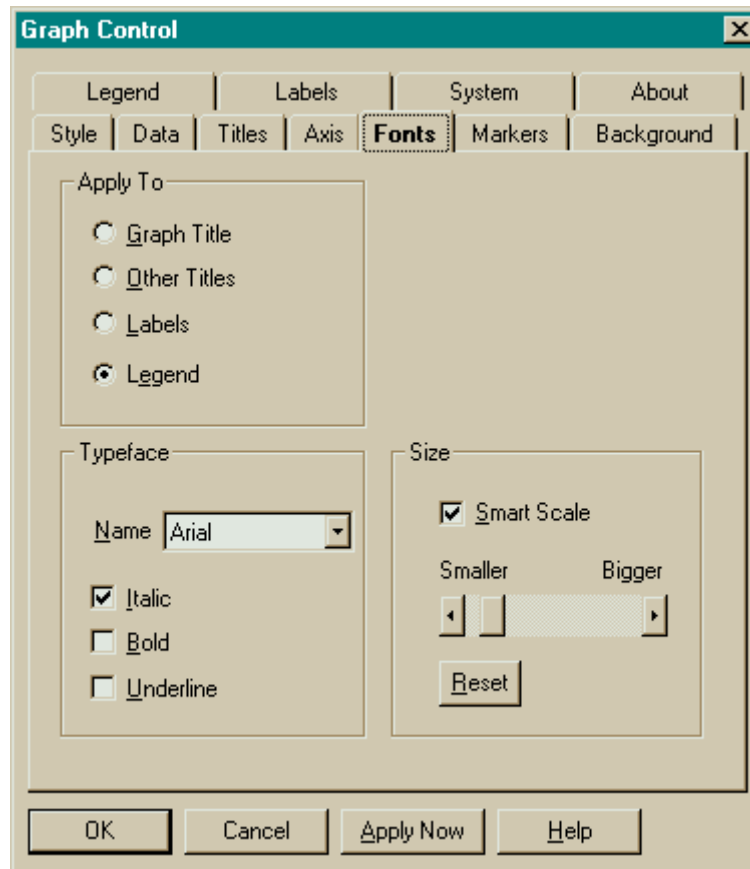 Graph Control
Legend Labels System About
Style Data Titles Axis Fonts Markers Background
Apply To
Graph Title
Other Titles
Labels
Legend
Typeface
Name Arial
Italic
Bold
Underline
Size
Smart Scale
Smaller Bigger
Reset
OK Cancel Apply Now Help